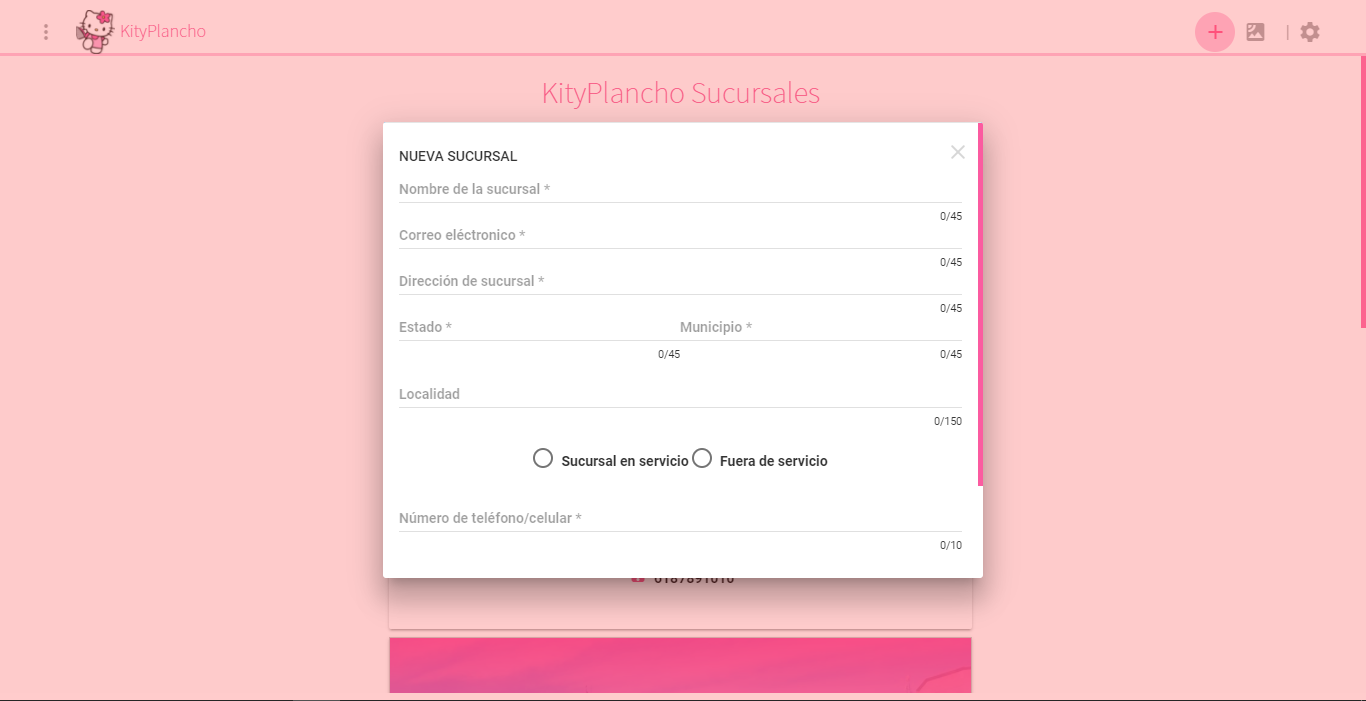 KityPlancho
KityPlancho Sucursales
NUEVA SUCURSAL
Nombre de la sucursal *
0/45
Correo eléctronico *
0/45
Dirección de sucursal *
0/45
Estado * Municipio *
0/45 0/45
Localidad
0/150
Sucursal en servicio Fuera de servicio
Número de teléfono/celular *
0/10